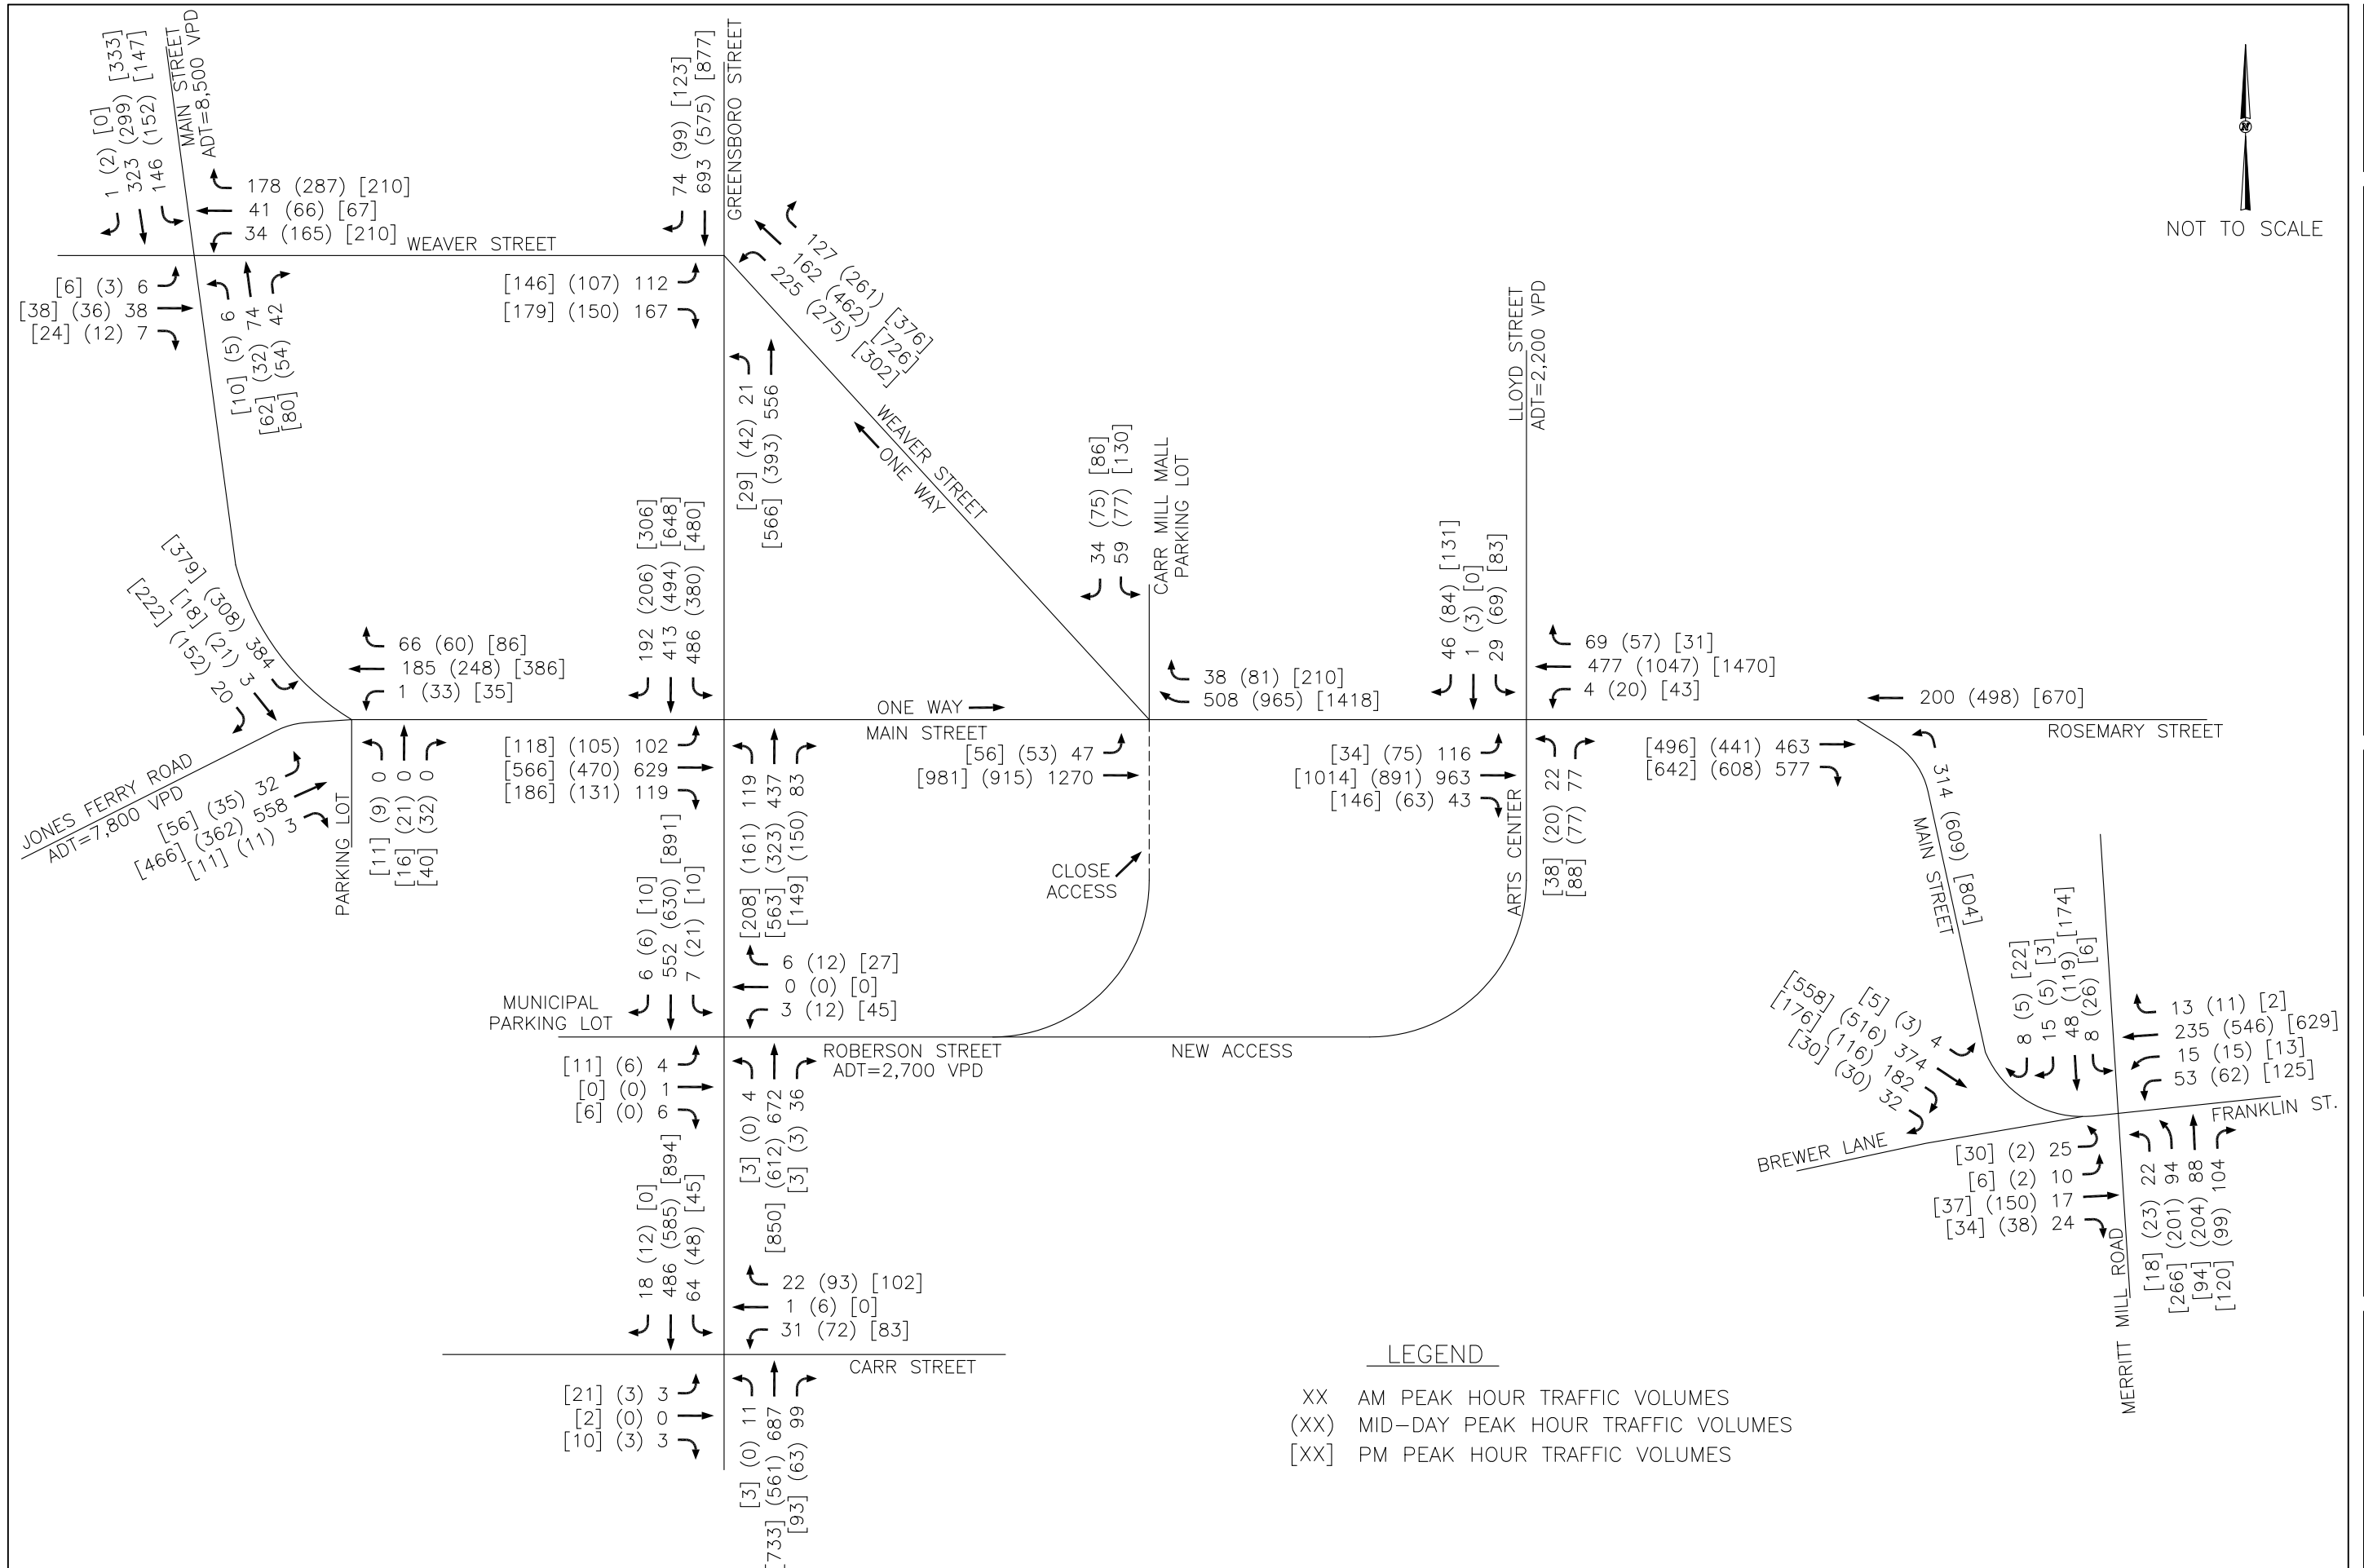 1 (2) [0]
323 (299) [333]
146 (152) [147]
MAIN STREET
ADT=8,500 VPD
178 (287) [210]
41 (66) [67]
34 (165) [210]
WEAVER STREET
[6] (3) 6
[38] (36) 38
[24] (12) 7
[10] (5) 6
[62] (32) 74
[80] (54) 42
74 (99) [123]
693 (575) [877]
GREENSBORO STREET
127 (261) [376]
162 (462) [726]
225 (275) [302]
[146] (107) 112
[179] (150) 167
[29] (42) 21
[566] (393) 556
WEAVER STREET
ONE WAY
NOT TO SCALE
LLOYD STREET
ADT=2,200 VPD
34 (75) [86]
59 (77) [130]
CARR MILL MALL
PARKING LOT
[379] (308) 384
[18] (21) 3
[222] (152) 20
66 (60) [86]
185 (248) [386]
1 (33) [35]
192 (206) [306]
413 (494) [648]
486 (380) [480]
ONE WAY
MAIN STREET
38 (81) [210]
508 (965) [1418]
46 (84) [131]
1 (3) [0]
29 (69) [83]
69 (57) [31]
477 (1047) [1470]
4 (20) [43]
200 (498) [670]
ROSEMARY STREET
JONES FERRY ROAD
ADT=7,800 VPD
[56] (35) 32
[466] (362) 558
[11] (11) 3
PARKING LOT
[11] (9) 0
[16] (21) 0
[40] (32) 0
[118] (105) 102
[566] (470) 629
[186] (131) 119
[208] (161) 119
[563] (323) 437
[149] (150) 83
[56] (53) 47
[981] (915) 1270
[34] (75) 116
[1014] (891) 963
[146] (63) 43
ARTS CENTER
[38] (20) 22
[88] (77) 77
[496] (441) 463
[642] (608) 577
314 (609) [804]
MAIN STREET
CLOSE
ACCESS
6 (6) [10]
552 (630) [891]
7 (21) [10]
6 (12) [27]
0 (0) [0]
3 (12) [45]
MUNICIPAL
PARKING LOT
ROBERSON STREET
ADT=2,700 VPD
NEW ACCESS
[11] (6) 4
[0] (0) 1
[6] (0) 6
[3] (0) 4
[850] (612) 672
[3] (3) 36
[5] (3) 4
[558] (516) 374
[176] (116) 182
[30] (30) 32
8 (5) [22]
15 (5) [3]
48 (119) [174]
8 (26) [6]
13 (11) [2]
235 (546) [629]
15 (15) [13]
53 (62) [125]
FRANKLIN ST.
BREWER LANE
[30] (2) 25
[6] (2) 10
[37] (150) 17
[34] (38) 24
MERRITT MILL ROAD
[18] (23) 22
[266] (201) 94
[94] (204) 88
[120] (99) 104
18 (12) [0]
486 (585) [894]
64 (48) [45]
22 (93) [102]
1 (6) [0]
31 (72) [83]
CARR STREET
[21] (3) 3
[2] (0) 0
[10] (3) 3
[3] (0) 11
[733] (561) 687
[93] (63) 99
LEGEND
XX AM PEAK HOUR TRAFFIC VOLUMES
(XX) MID-DAY PEAK HOUR TRAFFIC VOLUMES
[XX] PM PEAK HOUR TRAFFIC VOLUMES